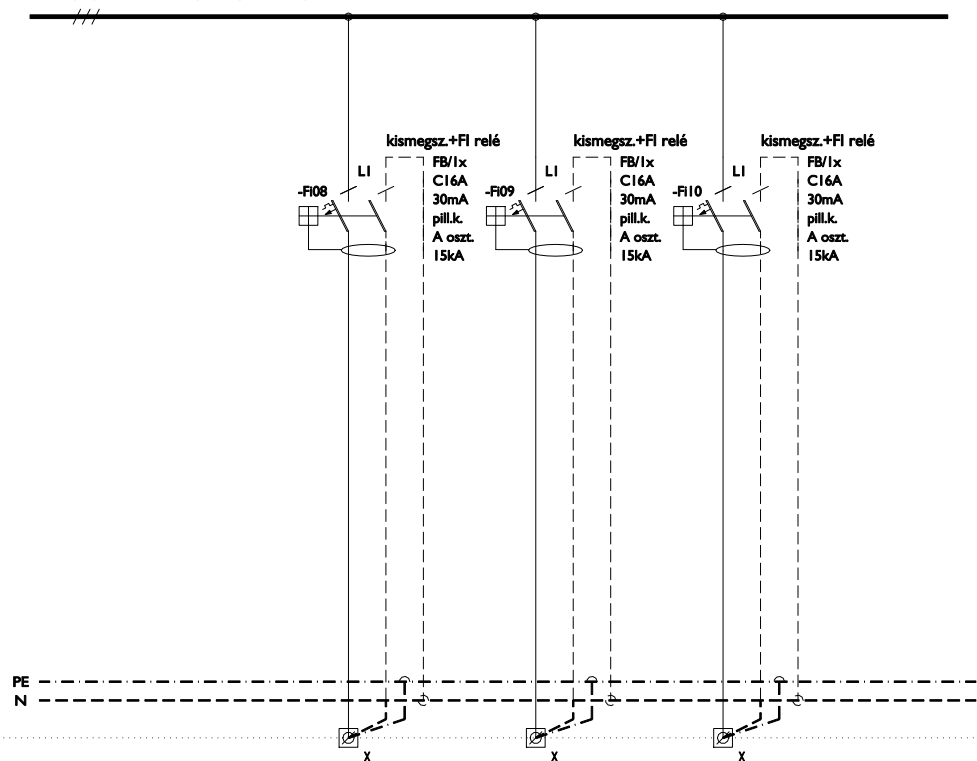 kismegsz.+FI relé
L1
-Fi08
FB/1x
C16A
30mA
pill.k.
A oszt.
15kA
kismegsz.+FI relé
L1
-Fi09
FB/1x
C16A
30mA
pill.k.
A oszt.
15kA
kismegsz.+FI relé
L1
-Fi10
FB/1x
C16A
30mA
pill.k.
A oszt.
15kA
PE
N
X
X
X